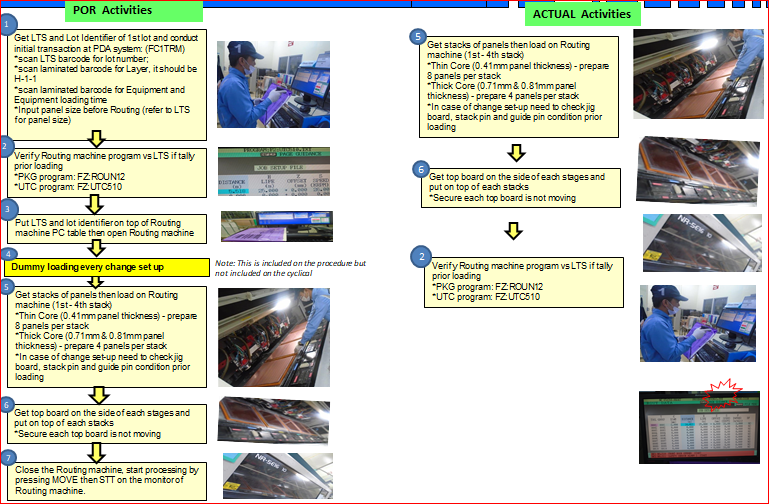 POR Activities
1
Get LTS and Lot Identifier of 1st lot and conduct
initial transaction at PDA system: (FC1TRM)
*scan LTS barcode for lot number;
*scan laminated barcode for Layer, it should be
H-1-1
*scan laminated barcode for Equipment and
Equipment loading time
*Input panel size before Routing (refer to LTS
for panel size)
2
Verify Routing machine program vs LTS if tally
prior loading
*PKG program: FZ:ROUN12
*UTC program: FZ:UTC510
3
Put LTS and lot identifier on top of Routing
machine PC table then open Routing machine
4
Dummy loading every change set up
Note: This is included on the procedure but
not included on the cyclical
5
Get stacks of panels then load on Routing
machine (1st - 4th stack)
*Thin Core (0.41mm panel thickness) - prepare
8 panels per stack
*Thick Core (0.71mm & 0.81mm panel
thickness) - prepare 4 panels per stack
*In case of change set-up need to check jig
board, stack pin and guide pin condition prior
loading
6
Get top board on the side of each stages and
put on top of each stacks
*Secure each top board is not moving
7
Close the Routing machine, start processing by
pressing MOVE then STT on the monitor of
Routing machine.
JOB SETUP FILE
DISTANCE LIFE OFFSET SPEED
NR-5E16 10
ACTUAL Activities
5
Get stacks of panels then load on Routing
machine (1st - 4th stack)
*Thin Core (0.41mm panel thickness) - prepare
8 panels per stack
*Thick Core (0.71mm & 0.81mm panel
thickness) - prepare 4 panels per stack
*In case of change set-up need to check jig
board, stack pin and guide pin condition prior
loading
6
Get top board on the side of each stages and
put on top of each stacks
*Secure each top board is not moving
2
Verify Routing machine program vs LTS if tally
prior loading
*PKG program: FZ:ROUN12
*UTC program: FZ:UTC510